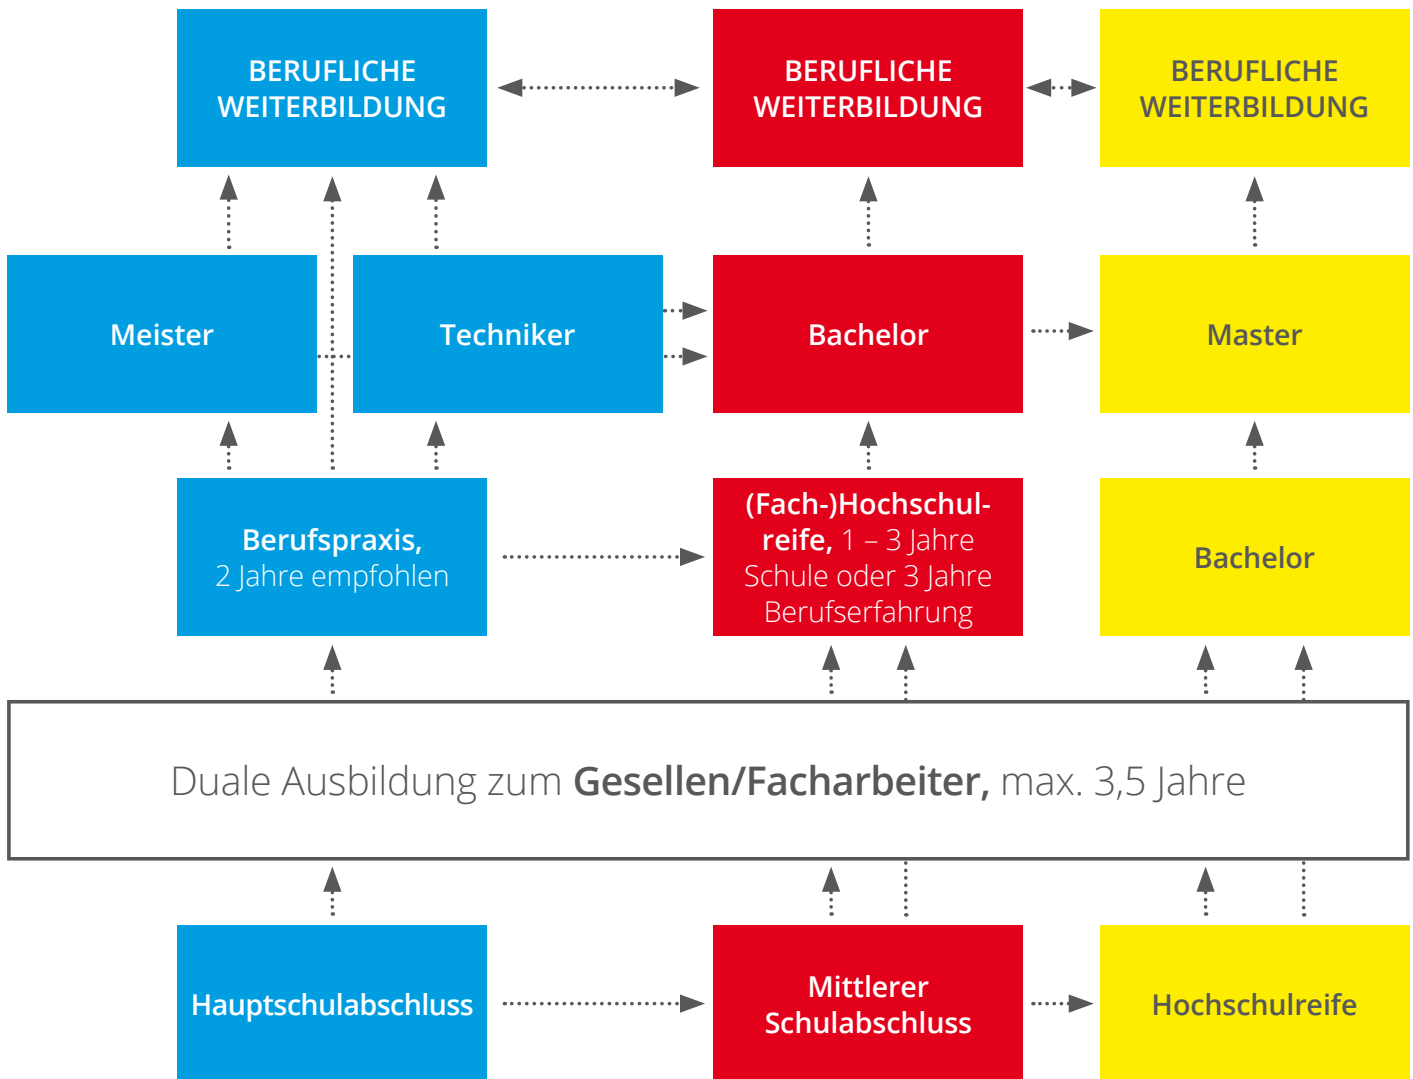 BERUFLICHE
WEITERBILDUNG
BERUFLICHE
WEITERBILDUNG
BERUFLICHE
WEITERBILDUNG
Meister
Techniker
Bachelor
Master
Berufspraxis,
2 Jahre empfohlen
(Fach-)Hochschul-
reife, 1 – 3 Jahre
Schule oder 3 Jahre
Berufserfahrung
Bachelor
Duale Ausbildung zum Gesellen/Facharbeiter, max. 3,5 Jahre
Hauptschulabschluss
Mittlerer
Schulabschluss
Hochschulreife